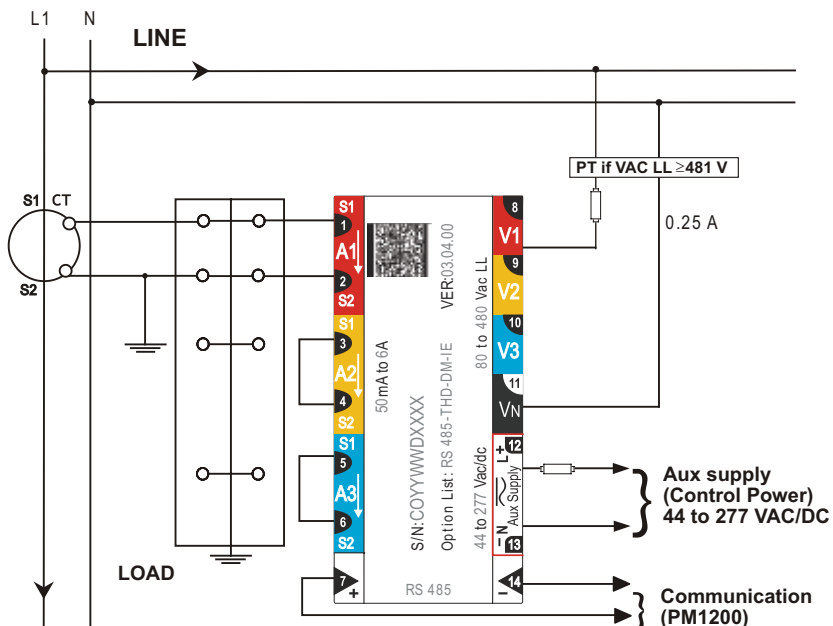 L1 N
LINE
PT if VAC LL ≥481 V
0.25 A
S1 CT
S2
S1
1
A1
2
S2
S1
3
A2
4
S2
S1
5
A3
6
S2
7
+
50mA to 6A
S/N:COYYWWDXXXX
Option List: RS 485-THD-DM-IE
VER:03.04.00
80 to 480 Vac LL
44 to 277 Vac/dc
RS 485
8
V1
9
V2
10
V3
11
VN
12
L+
Aux Supply
N
–
13
14
–
Aux supply
(Control Power)
44 to 277 VAC/DC
LOAD
Communication
(PM1200)